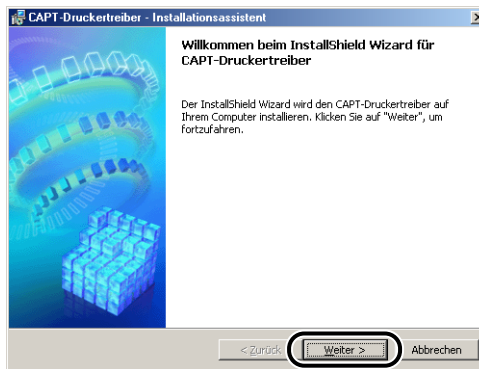 CAPT-Druckertreiber - Installationsassistent
Willkommen beim InstallShield Wizard für
CAPT-Druckertreiber
Der InstallShield Wizard wird den CAPT-Druckertreiber auf
Ihrem Computer installieren. Klicken Sie auf "Weiter", um
fortzufahren.
< Zurück Weiter > Abbrechen